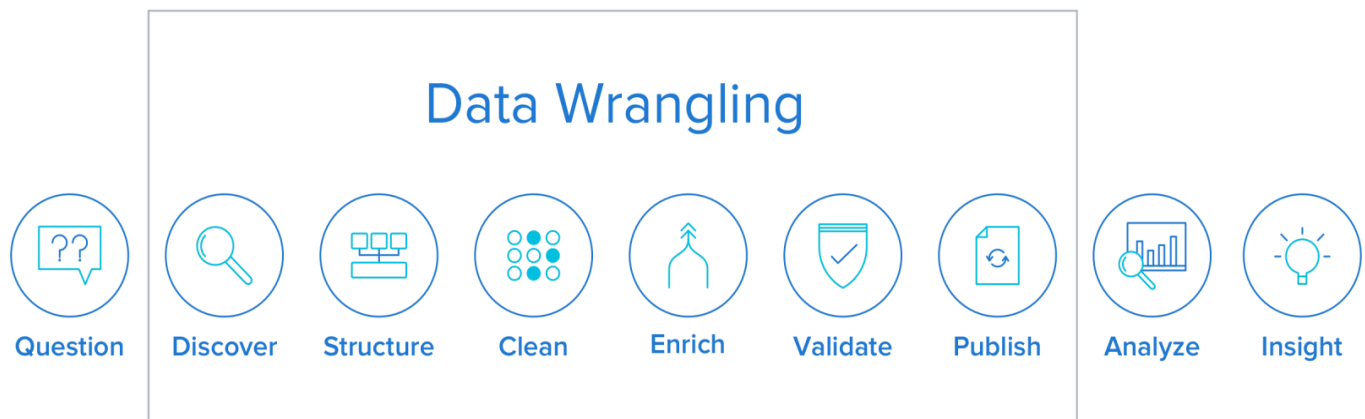 Data Wrangling
??
Question
Discover
Structure
Clean
Enrich
Validate
Publish
Analyze
Insight